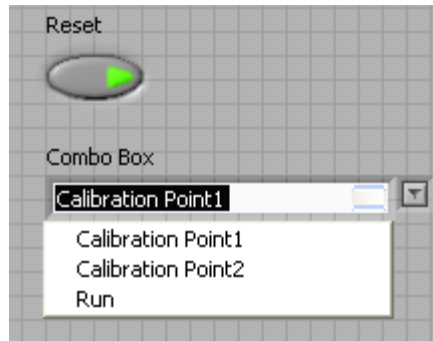 Reset
Combo Box
Calibration Point1
Calibration Point1
Calibration Point2
Run